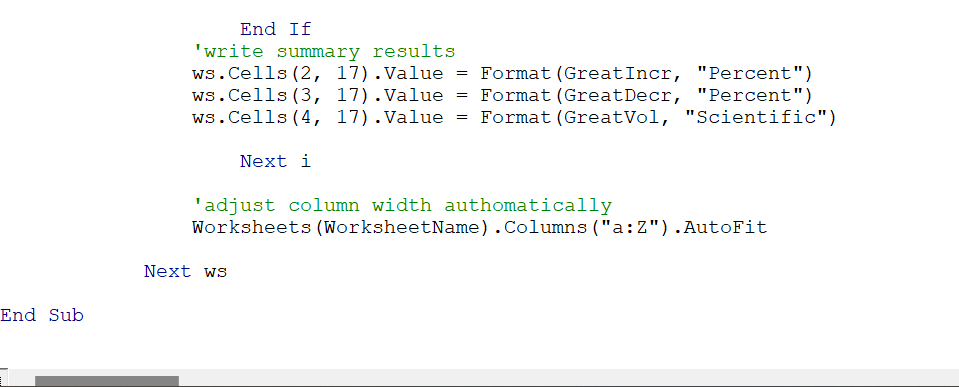 End If
'write summary results
ws.Cells(2, 17).Value = Format(GreatIncr, "Percent")
ws.Cells(3, 17).Value = Format(GreatDecr, "Percent")
ws.Cells(4, 17).Value = Format(GreatVol, "Scientific")
Next i
'adjust column width authomatically
Worksheets(WorksheetName).Columns("a:Z").AutoFit
Next ws
End Sub